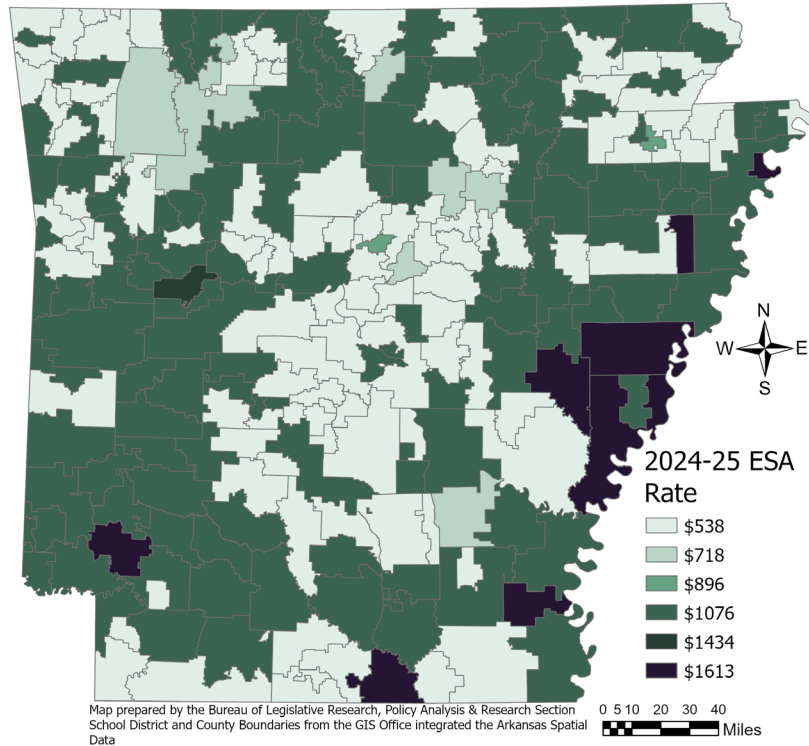 N
W E
S
2024-25 ESA
Rate
$538
$718
$896
$1076
$1434
$1613
Map prepared by the Bureau of Legislative Research, Policy Analysis & Research Section
School District and County Boundaries from the GIS Office integrated the Arkansas Spatial
Data
0 5 10 20 30 40
Miles